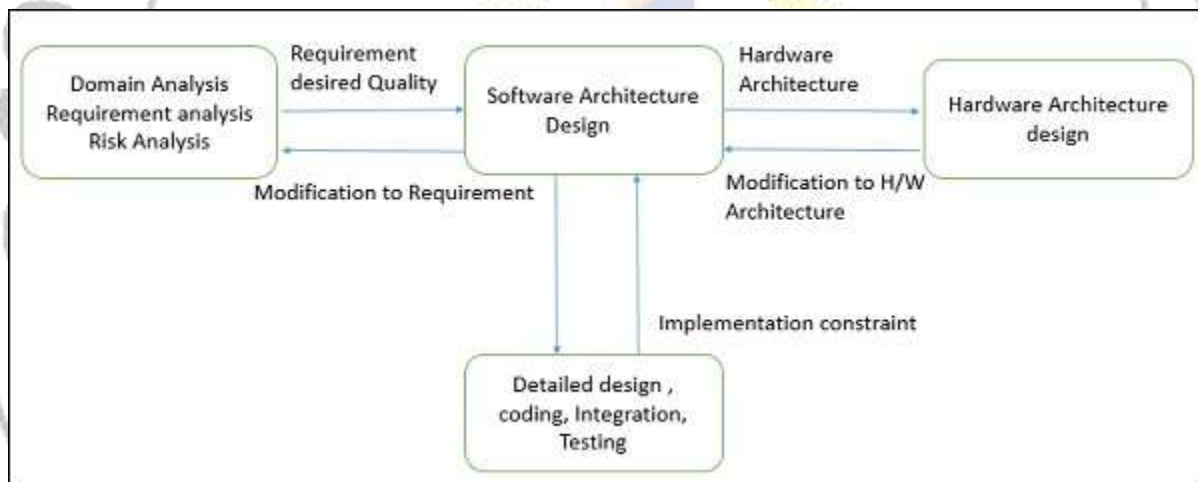 Domain Analysis
Requirement analysis
Risk Analysis
Requirement
desired Quality
Modification to Requirement
Software Architecture
Design
Hardware
Architecture
Modification to H/W
Architecture
Hardware Architecture
design
Implementation constraint
Detailed design ,
coding, Integration,
Testing